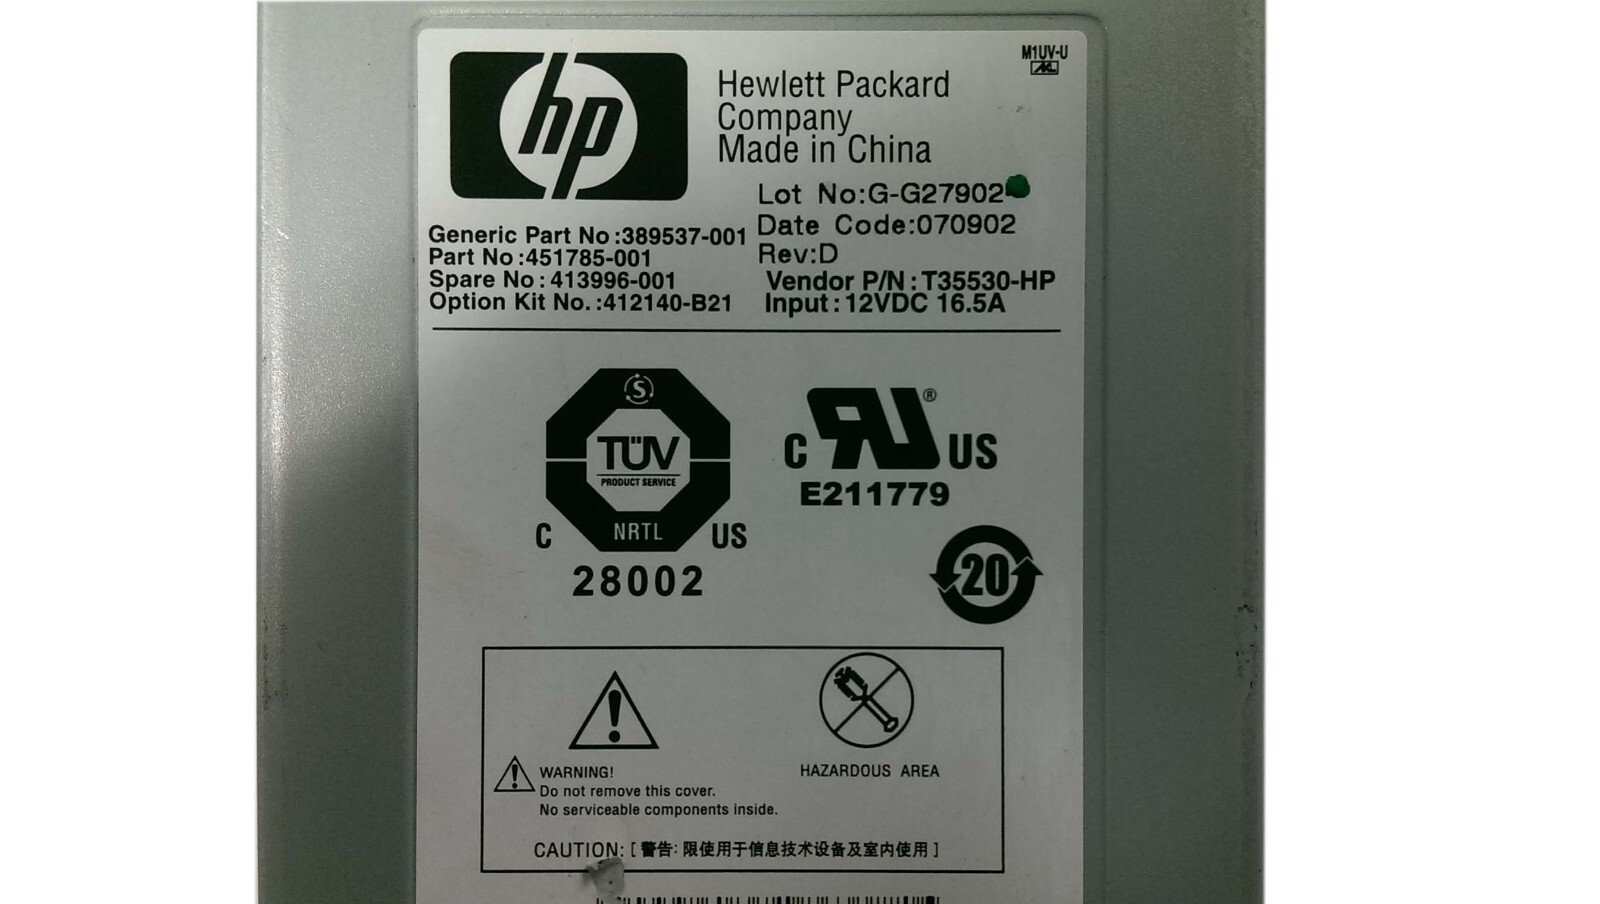 hp
Hewlett Packard
Company
Made in China
M1UV-U
Lot No:G-G27902
Date Code:070902
Rev:D
Generic Part No :389537-001
Part No :451785-001
Spare No : 413996-001
Option Kit No. :412140-B21
Vendor P/N : T35530-HP
Input : 12VDC 16.5A
S
TÜV
PRODUCT SERVICE
C NRTL US
28002
C RU ® US
E211779
20
WARNING!
Do not remove this cover.
No serviceable components inside.
HAZARDOUS AREA
CAUTION: [ 警告: 限使用于信息技术设备及室内使用 ]